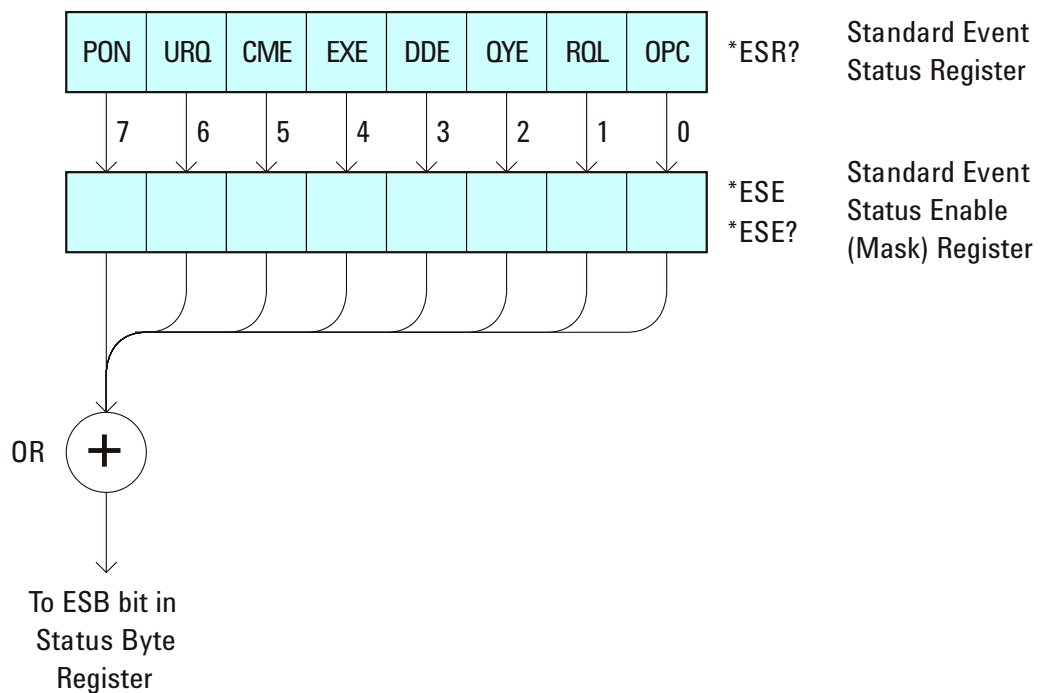 PON URQ CME EXE DDE QYE RQL OPC *ESR? Standard Event
Status Register
7 6 5 4 3 2 1 0
*ESE
*ESE?
Standard Event
Status Enable
(Mask) Register
OR +
To ESB bit in
Status Byte
Register